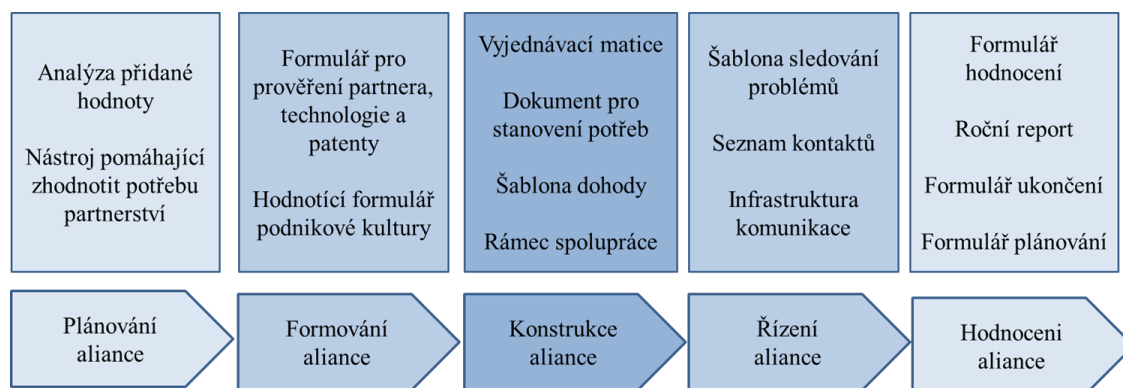 Analýza přidané
hodnoty
Nástroj pomáhající
zhodnotit potřebu
partnerství
Formulář pro
prověření partnera,
technologie a
patenty
Hodnotící formulář
podnikové kultury
Vyjednávací matice
Dokument pro
stanovení potřeb
Šablona dohody
Rámec spolupráce
Šablona sledování
problémů
Seznam kontaktů
Infrastruktura
komunikace
Formulář
hodnocení
Roční report
Formulář ukončení
Formulář plánování
Plánování
aliance
Formování
aliance
Konstrukce
aliance
Řízení
aliance
Hodnoceni
aliance